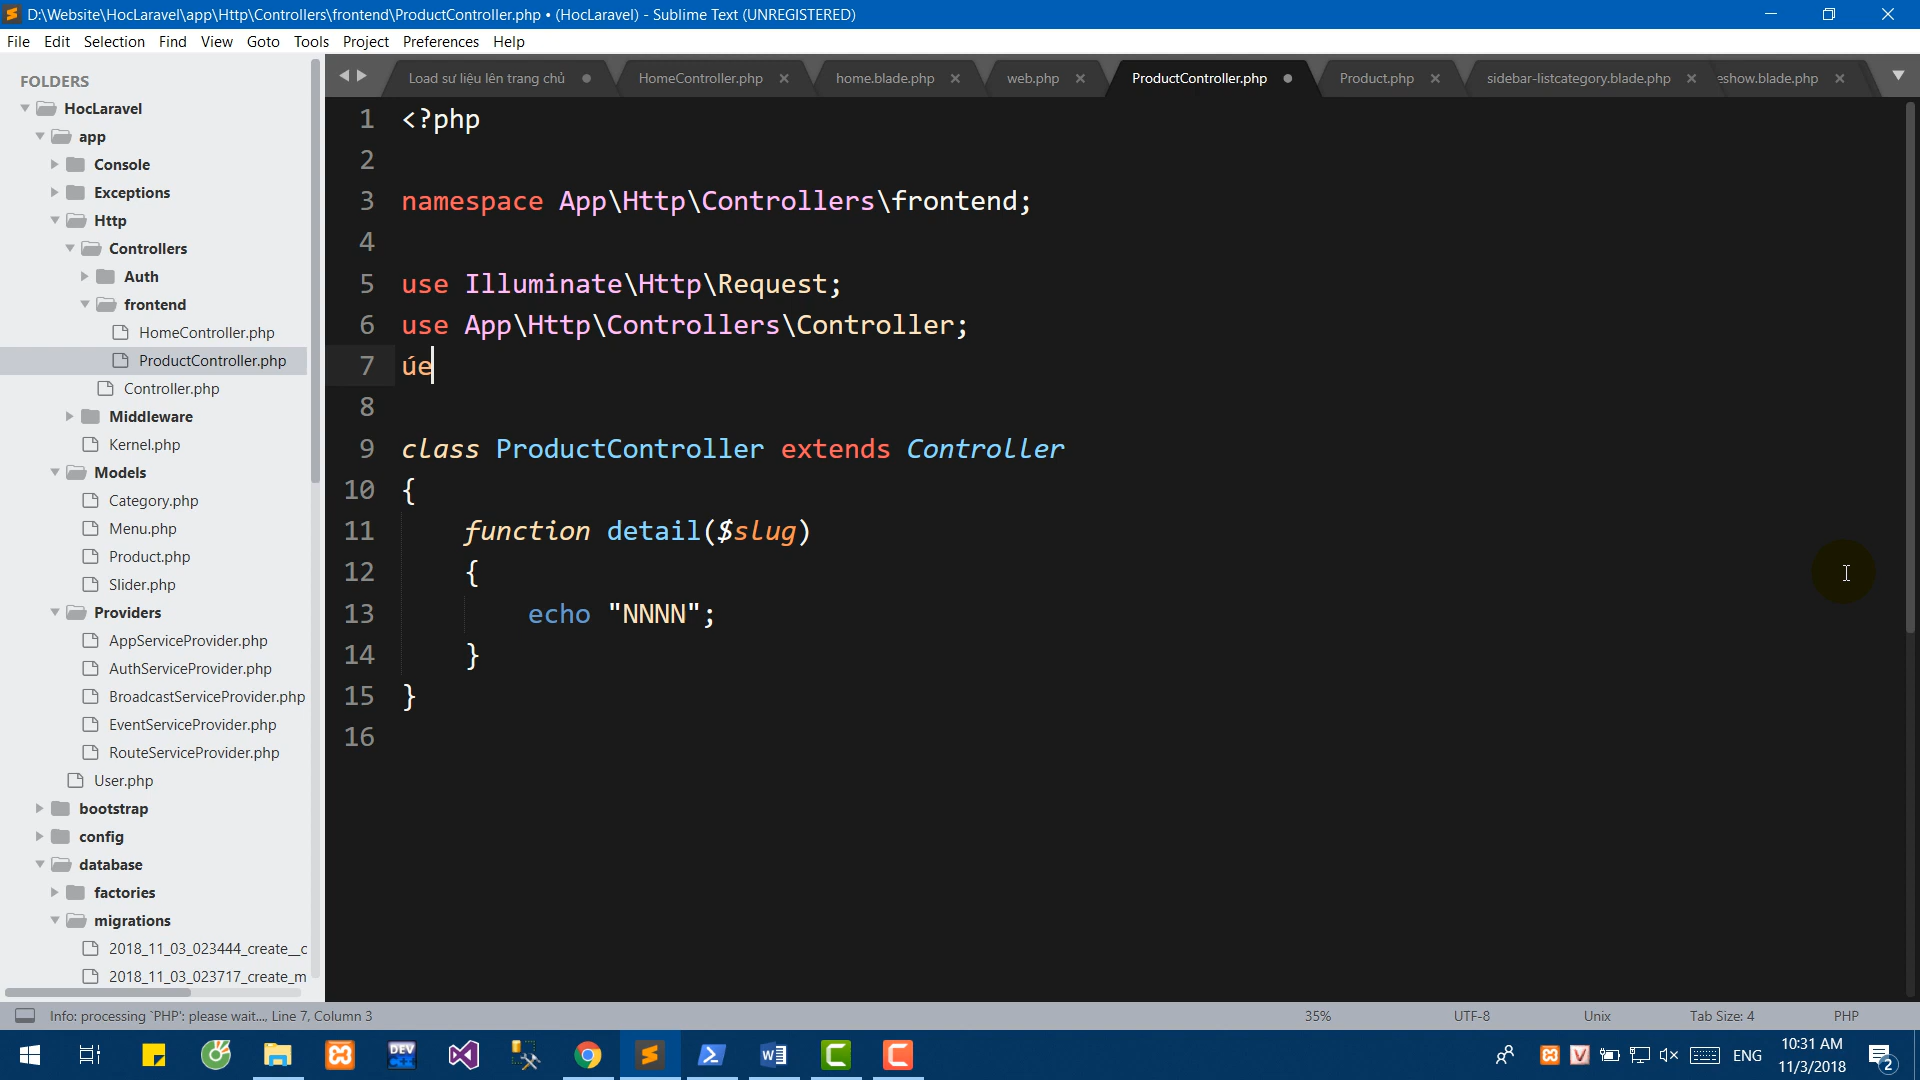 D:\Website\HocLaravel\app\Http\Controllers\frontend\ProductController.php • (HocLaravel) - Sublime Text (UNREGISTERED)
File Edit Selection Find View Goto Tools Project Preferences Help
FOLDERS
HocLaravel
app
Console
Exceptions
Http
Controllers
Auth
frontend
HomeController.php
ProductController.php
Controller.php
Middleware
Kernel.php
Models
Category.php
Menu.php
Product.php
Slider.php
Providers
AppServiceProvider.php
AuthServiceProvider.php
BroadcastServiceProvider.php
EventServiceProvider.php
RouteServiceProvider.php
User.php
bootstrap
config
database
factories
migrations
2018_11_03_023444_create__c
2018_11_03_023717_create_m
Load sư liệu lên trang chủ HomeController.php home.blade.php web.php ProductController.php Product.php sidebar-listcategory.blade.php eshow.blade.php
1 <?php
2
3 namespace App\Http\Controllers\frontend;
4
5 use Illuminate\Http\Request;
6 use App\Http\Controllers\Controller;
7 úe
8
9 class ProductController extends Controller
10 {
11 function detail($slug)
12 {
13 echo "NNNN";
14 }
15 }
16
Info: processing `PHP': please wait..., Line 7, Column 3 35% UTF-8 Unix Tab Size: 4 PHP
DEV C++
ENG
10:31 AM
11/3/2018
2